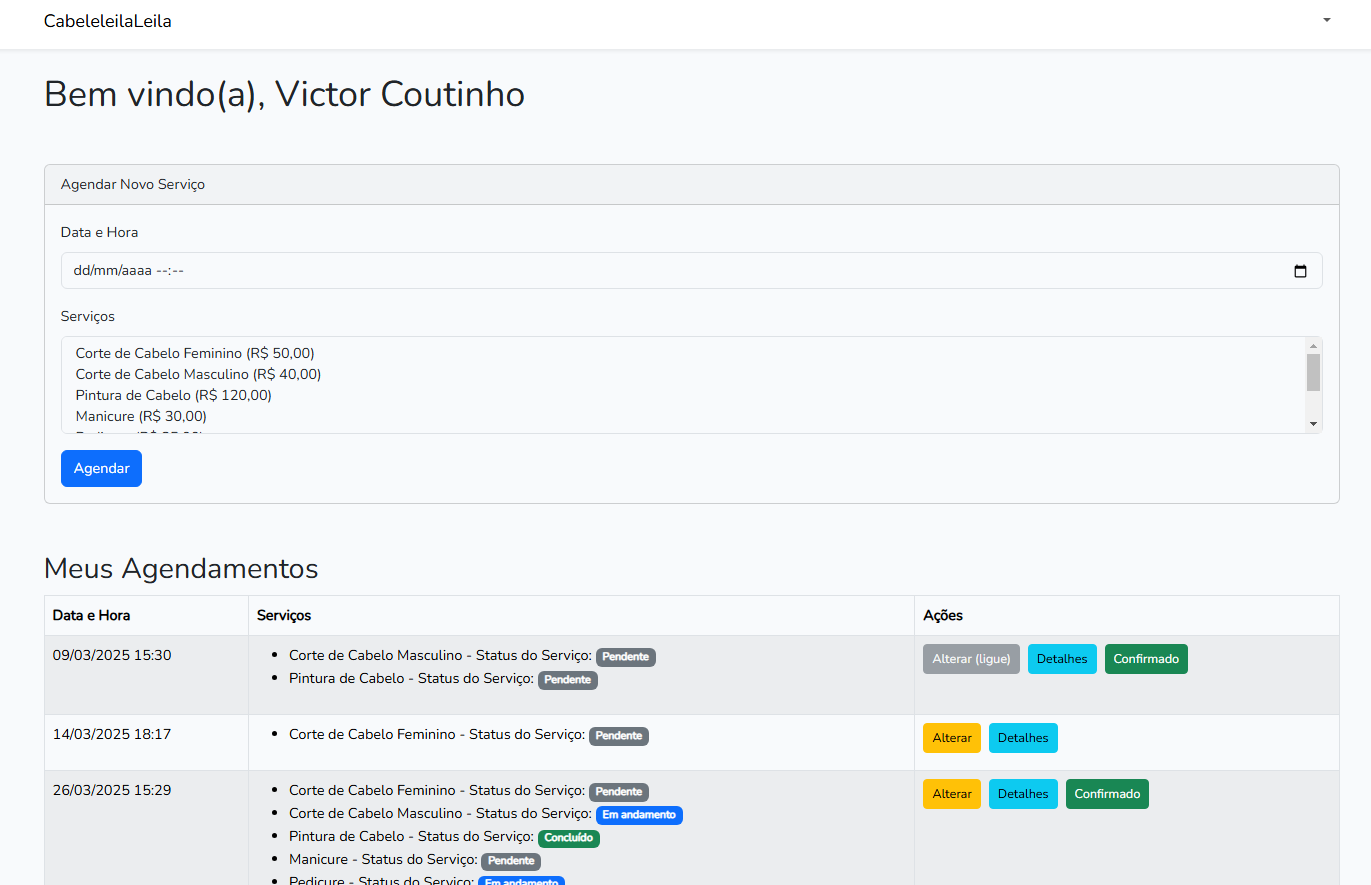 CabeleleilaLeila
Bem vindo(a), Victor Coutinho
Agendar Novo Serviço
Data e Hora
dd/mm/aaaa --:--
Serviços
Corte de Cabelo Feminino (R$ 50,00)
Corte de Cabelo Masculino (R$ 40,00)
Pintura de Cabelo (R$ 120,00)
Manicure (R$ 30,00)
Agendar
Meus Agendamentos
Data e Hora Serviços Ações
09/03/2025 15:30 Corte de Cabelo Masculino - Status do Serviço: Pendente Alterar (ligue) Detalhes Confirmado
Pintura de Cabelo - Status do Serviço: Pendente
14/03/2025 18:17 Corte de Cabelo Feminino - Status do Serviço: Pendente Alterar Detalhes
26/03/2025 15:29 Corte de Cabelo Feminino - Status do Serviço: Pendente Alterar Detalhes Confirmado
Corte de Cabelo Masculino - Status do Serviço: Em andamento
Pintura de Cabelo - Status do Serviço: Concluído
Manicure - Status do Serviço: Pendente
Pedicure - Status do Serviço: Em andamento